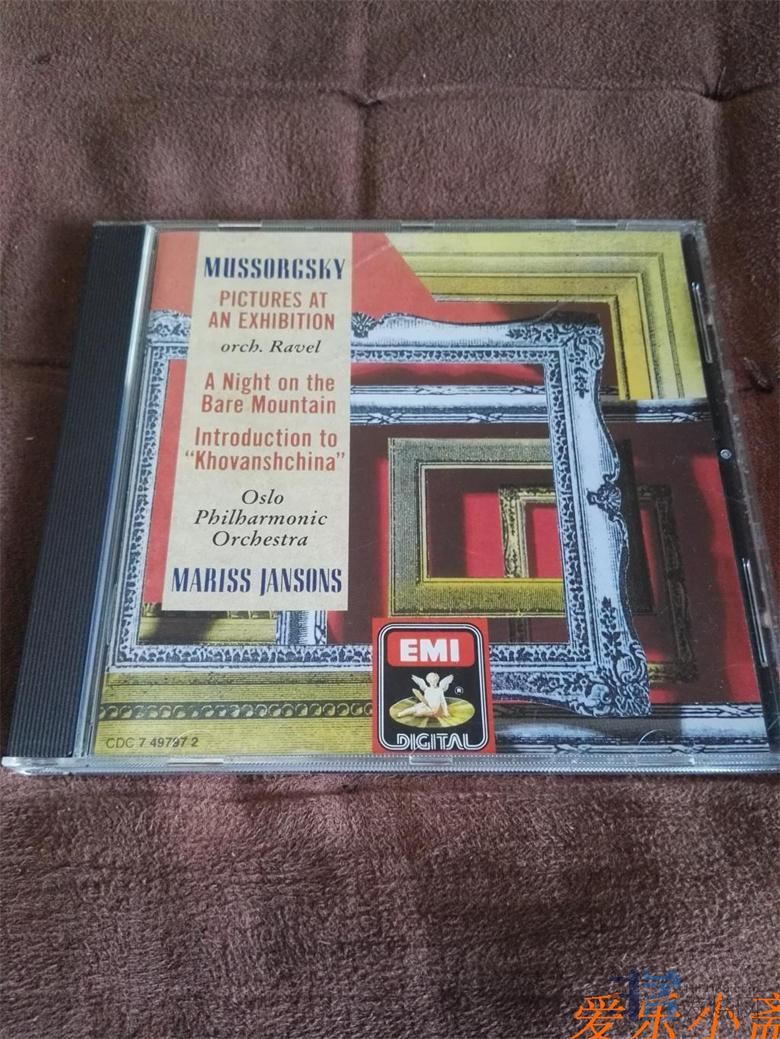 MUSSORGSKY
PICTURES AT
AN EXHIBITION
orch. Ravel
A Night on the
Bare Mountain
Introduction to
"Khovanshchina"
Oslo
Philharmonic
Orchestra
MARISS JANSONS
EMI
®
DIGITAL
CDC 7 49797 2
爱乐小斋